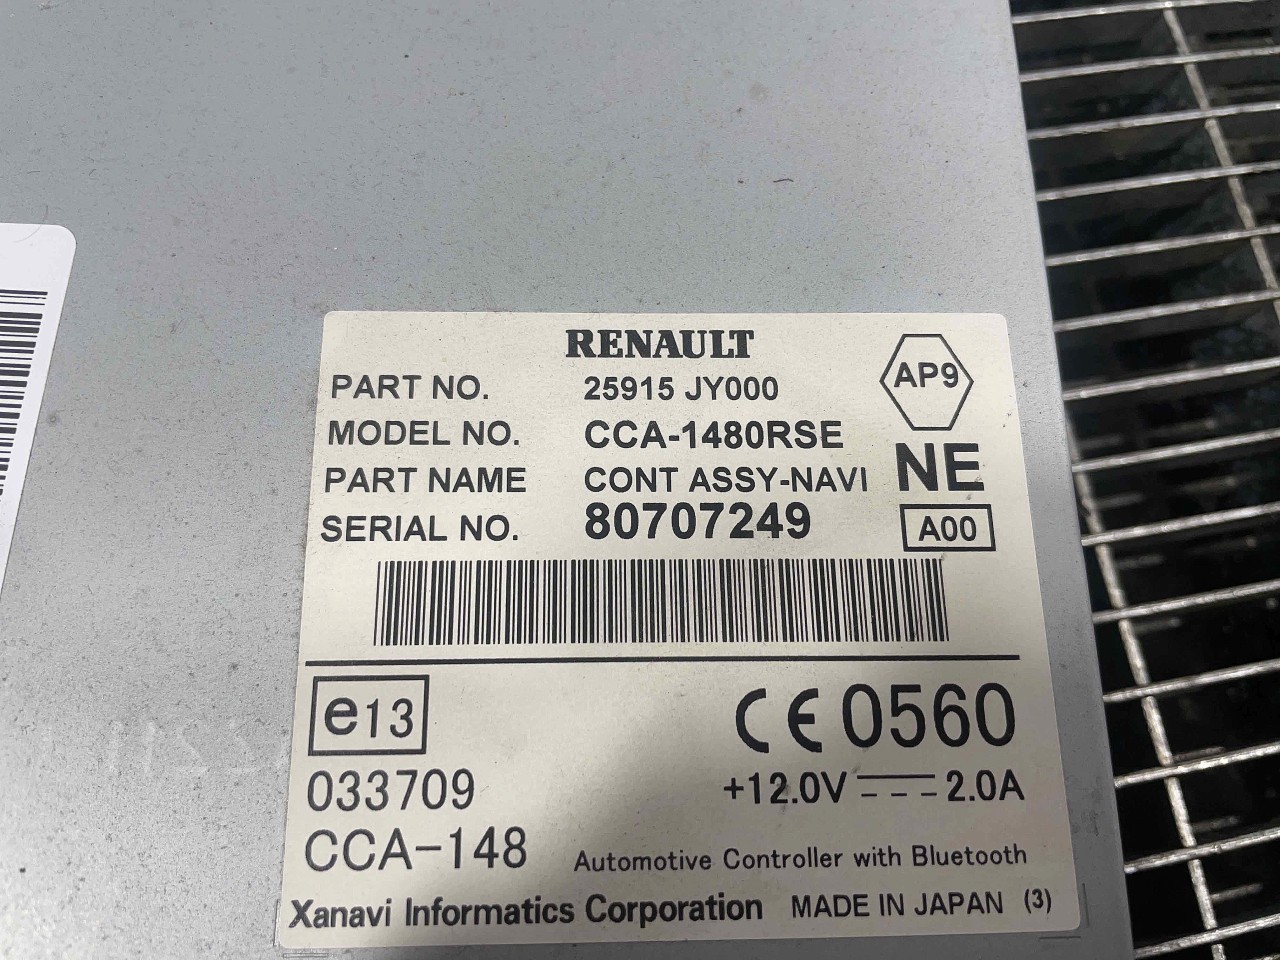 RENAULT
AP9
PART NO. 25915 JY000
MODEL NO. CCA-1480RSE
PART NAME CONT ASSY-NAVI
NE
SERIAL NO. 80707249
A00
e13
CE0560
033709
+12.0V 2.0A
CCA-148
Automotive Controller with Bluetooth
Xanavi Informatics Corporation MADE IN JAPAN (3)